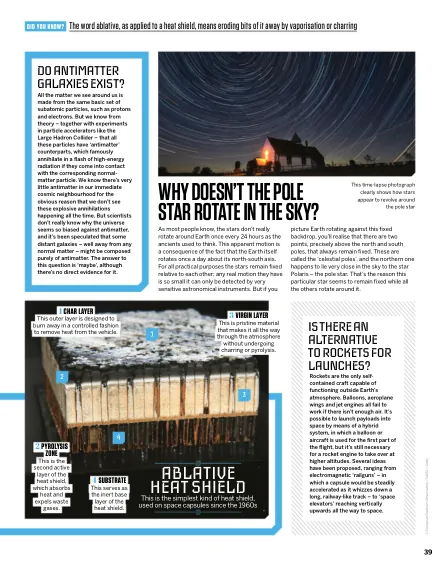 DID YOU KNOW? The word ablative, as applied to a heat shield, means eroding bits of it away by vaporisation or charring
DO ANTIMATTER
GALAXIES EXIST?
All the matter we see around us is
made from the same basic set of
subatomic particles, such as protons
and electrons. But we know from
theory – together with experiments
in particle accelerators like the
Large Hadron Collider – that all
these particles have 'antimatter'
counterparts, which famously
annihilate in a flash of high-energy
radiation if they come into contact
with the corresponding normal-
matter particle. We know there's very
little antimatter in our immediate
cosmic neighbourhood for the
obvious reason that we don't see
these explosive annihilations
happening all the time. But scientists
don't really know why the universe
seems so biased against antimatter,
and it's been speculated that some
distant galaxies – well away from any
normal matter – might be composed
purely of antimatter. The answer to
this question is 'maybe', although
there's no direct evidence for it.
This time lapse photograph
clearly shows how stars
appear to revolve around
the pole star
WHY DOESN'T THE POLE
STAR ROTATE IN THE SKY?
As most people know, the stars don't really
rotate around Earth once every 24 hours as the
ancients used to think. This apparent motion is
a consequence of the fact that the Earth itself
rotates once a day about its north-south axis.
For all practical purposes the stars remain fixed
relative to each other; any real motion they have
is so small it can only be detected by very
sensitive astronomical instruments. But if you
picture Earth rotating against this fixed
backdrop, you'll realise that there are two
points, precisely above the north and south
poles, that always remain fixed. These are
called the 'celestial poles', and the northern one
happens to lie very close in the sky to the star
Polaris – the pole star. That's the reason this
particular star seems to remain fixed while all
the others rotate around it.
1 CHAR LAYER
This outer layer is designed to
burn away in a controlled fashion
to remove heat from the vehicle.
3 VIRGIN LAYER
This is pristine material
that makes it all the way
through the atmosphere
without undergoing
charring or pyrolysis.
1
2
3
4
2 PYROLYSIS
ZONE
This is the
second active
layer of the
heat shield,
which absorbs
heat and
expels waste
gases.
4 SUBSTRATE
This serves as
the inert base
layer of the
heat shield.
ABLATIVE
HEAT SHIELD
This is the simplest kind of heat shield,
used on space capsules since the 1960s
IS THERE AN
ALTERNATIVE
TO ROCKETS FOR
LAUNCHES?
Rockets are the only self-
contained craft capable of
functioning outside Earth's
atmosphere. Balloons, aeroplane
wings and jet engines all fail to
work if there isn't enough air. It's
possible to launch payloads into
space by means of a hybrid
system, in which a balloon or
aircraft is used for the first part of
the flight, but it's still necessary
for a rocket engine to take over at
higher altitudes. Several ideas
have been proposed, ranging from
electromagnetic 'railguns' – in
which a capsule would be steadily
accelerated as it whizzes down a
long, railway-like track – to 'space
elevators' reaching vertically
upwards all the way to space.
39